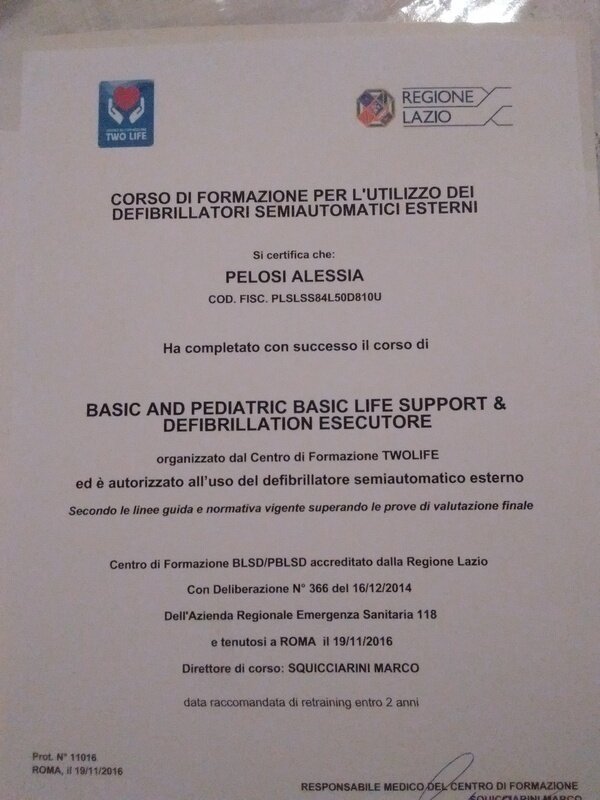 TWO LIFE
REGIONE
LAZIO
CORSO DI FORMAZIONE PER L'UTILIZZO DEI
DEFIBRILLATORI SEMIAUTOMATICI ESTERNI
Si certifica che:
PELOSI ALESSIA
COD. FISC. PLSLSS84L50D810U
Ha completato con successo il corso di
BASIC AND PEDIATRIC BASIC LIFE SUPPORT &
DEFIBRILLATION ESECUTORE
organizzato dal Centro di Formazione TWOLIFE
ed è autorizzato all'uso del defibrillatore semiautomatico esterno
Secondo le linee guida e normativa vigente superando le prove di valutazione finale
Centro di Formazione BLSD/PBLSD accreditato dalla Regione Lazio
Con Deliberazione N° 366 del 16/12/2014
Dell'Azienda Regionale Emergenza Sanitaria 118
e tenutosi a ROMA il 19/11/2016
Direttore di corso: SQUICCIARINI MARCO
data raccomandata di retraining entro 2 anni
Prot. N° 11016
ROMA, il 19/11/2016
RESPONSABILE MEDICO DEL CENTRO DI FORMAZIONE
SQUICCIARINI MARCO